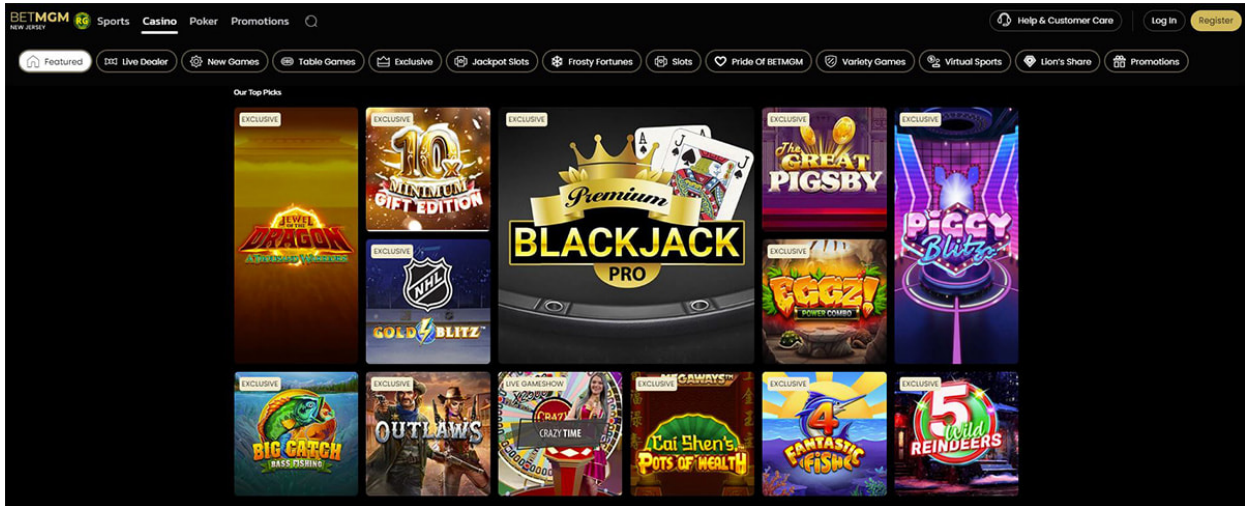 BETMGM
NEW JERSEY
RG
Sports
Casino
Poker
Promotions
Help & Customer Care
Log In
Register
Featured
Live Dealer
New Games
Table Games
Exclusive
Jackpot Slots
Frosty Fortunes
Slots
Pride Of BETMGM
Variety Games
Virtual Sports
Lion's Share
Promotions
Our Top Picks
EXCLUSIVE
JEWEL
OF THE
DRAGON
EXCLUSIVE
10x
MINIMUM
GIFT EDITION
EXCLUSIVE
NHL
GOLD BLITZ™
EXCLUSIVE
A
J
Premium
BLACKJACK
PRO
EXCLUSIVE
The
GREAT
PIGSBY
EXCLUSIVE
EGGZ!
POWER COMBO
EXCLUSIVE
PIGGY
Blitz
EXCLUSIVE
BIG CATCH
BASS FISHING
EXCLUSIVE
OUTLAWS
LIVE GAMESHOW
CRAZY
CRAZY TIME
EXCLUSIVE
MEGAWAYS™
Cai Shen's
POTS OF WEALTH
EXCLUSIVE
4
FANTASTIC
FISH
EXCLUSIVE
5
Wild
REINDEERS